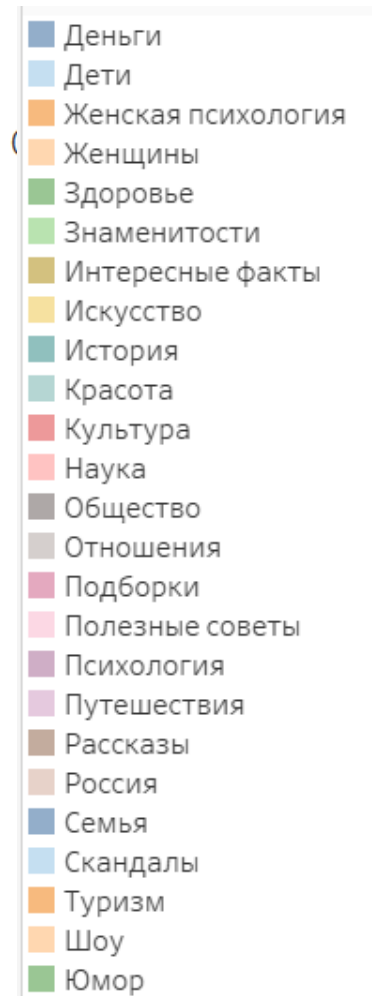 Деньги
Дети
Женская психология
Женщины
Здоровье
Знаменитости
Интересные факты
Искусство
История
Красота
Культура
Наука
Общество
Отношения
Подборки
Полезные советы
Психология
Путешествия
Рассказы
Россия
Семья
Скандалы
Туризм
Шоу
Юмор